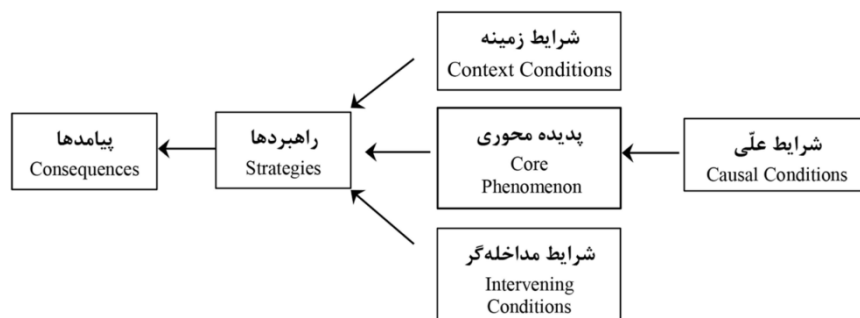 شرایط زمینه
Context Conditions
شرایط علّی
Causal Conditions
پدیده محوری
Core
Phenomenon
راهبردها
Strategies
پیامدها
Consequences
شرایط مداخله‌گر
Intervening
Conditions